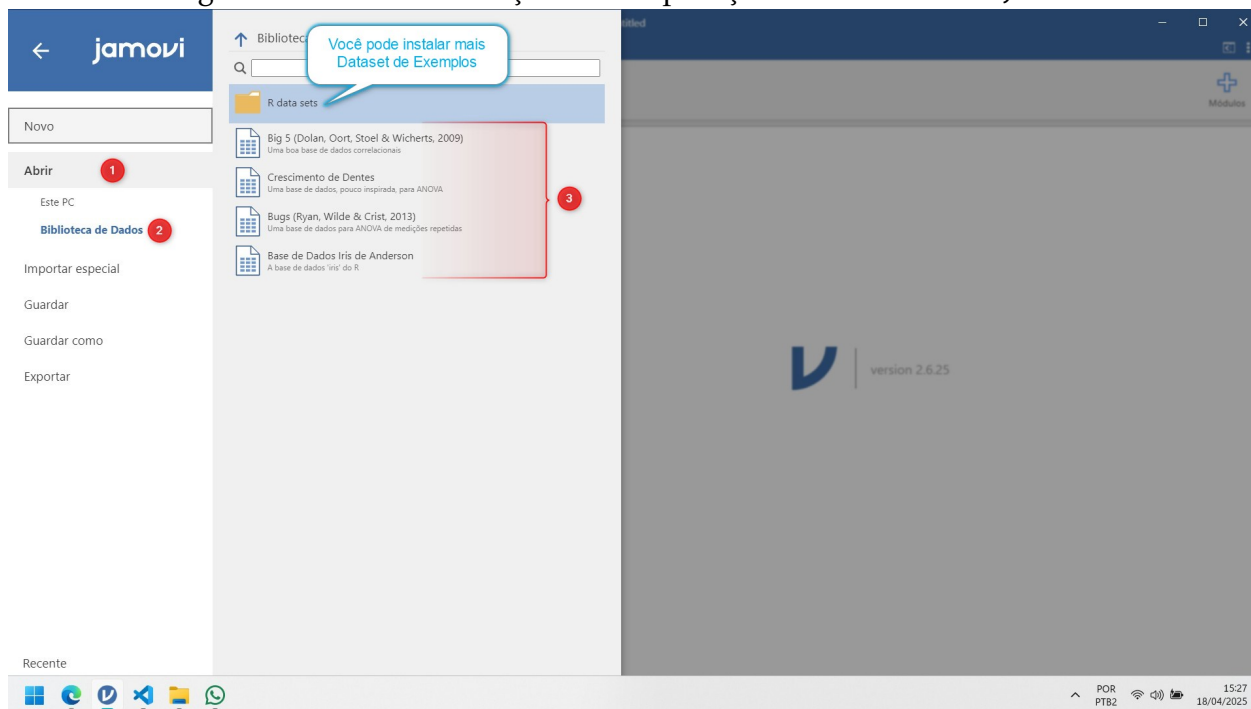 jamovi
Novo
Abrir
1
Este PC
Biblioteca de Dados 2
Importar especial
Guardar
Guardar como
Exportar
Recente
Você pode instalar mais
Dataset de Exemplos
R data sets
Big 5 (Dolan, Oort, Stoel & Wicherts, 2009)
Uma boa base de dados correlacionais
Crescimento de Dentes
Uma base de dados, pouco inspirada, para ANOVA
Bugs (Ryan, Wilde & Crist, 2013)
Uma base de dados para ANOVA de medições repetidas
Base de Dados Iris de Anderson
A base de dados 'iris' do R
3
Módulos
version 2.6.25
POR
PTB2
15:27
18/04/2025